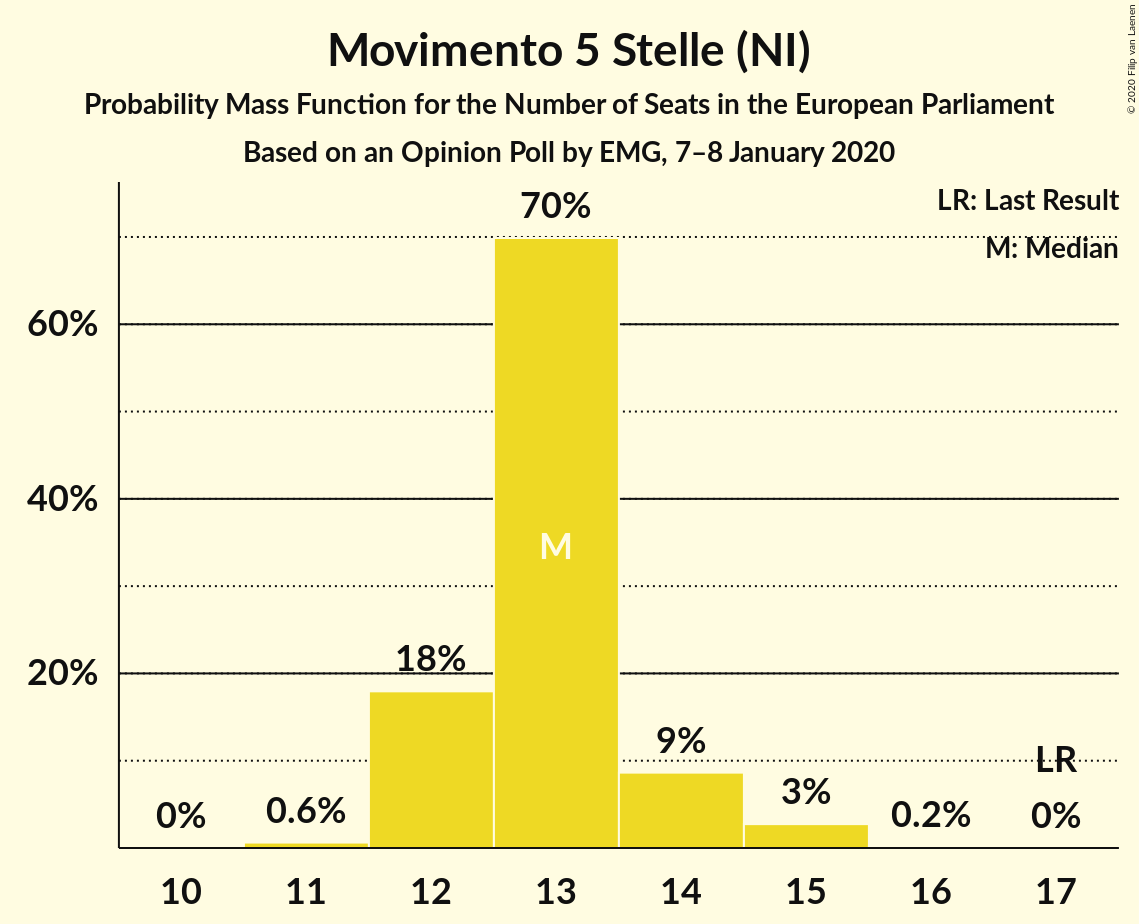 Movimento 5 Stelle (NI)
Probability Mass Function for the Number of Seats in the European Parliament
Based on an Opinion Poll by EMG, 7–8 January 2020
© 2020 Filip van Laenen
LR: Last Result
M: Median
60%
40%
20%
0%
0.6%
18%
70%
M
9%
3%
0.2%
LR
0%
10 11 12 13 14 15 16 17